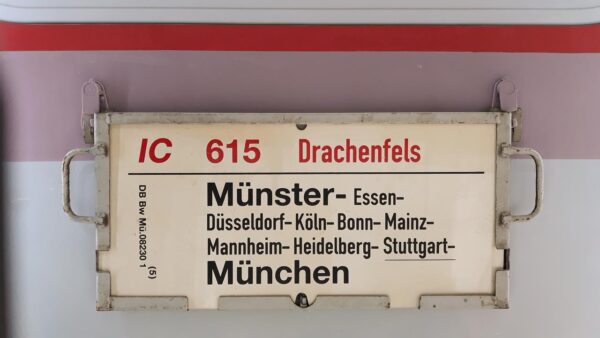 IC 615 Drachenfels
Münster- Essen-
Düsseldorf- Köln- Bonn- Mainz-
Mannheim- Heidelberg- Stuttgart-
München
DB Bw Mü.08230 1 (5)